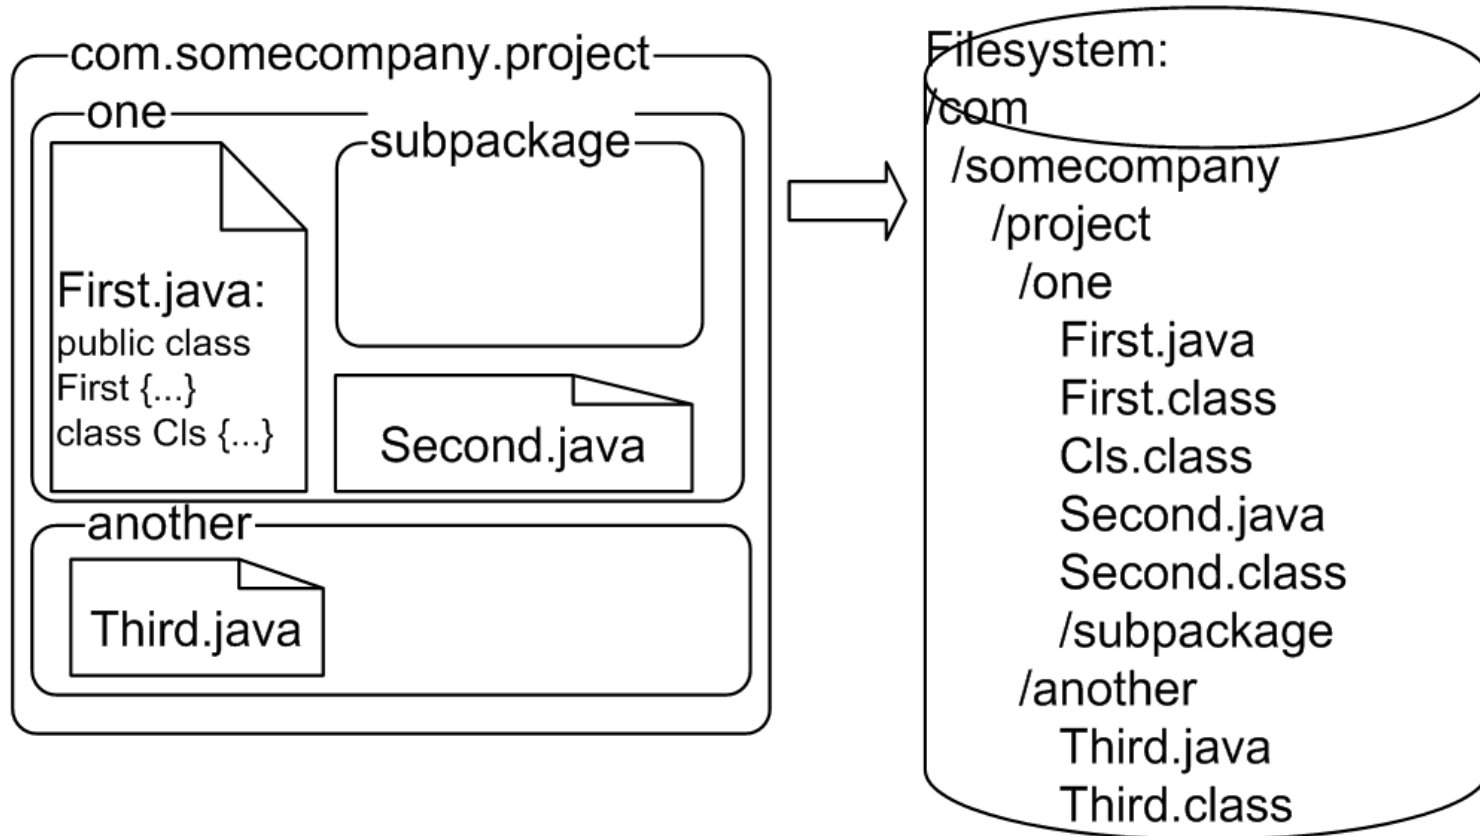 com.somecompany.project
one
subpackage
First.java:
public class
First {...}
class Cls {...}
Second.java
another
Third.java
Filesystem:
/com
/somecompany
/project
/one
First.java
First.class
Cls.class
Second.java
Second.class
/subpackage
/another
Third.java
Third.class